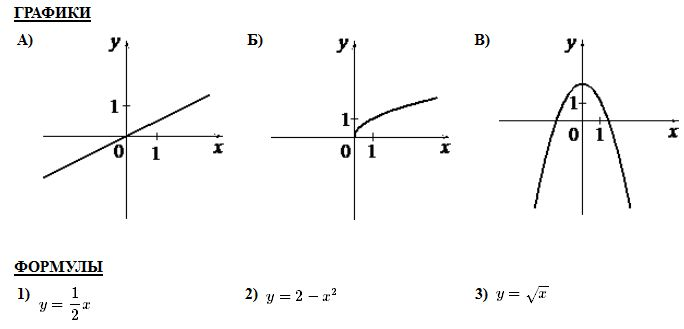 ГРАФИКИ
А) Б) В)
y y y
1 1 1
0 1 x 0 1 x 0 1 x
ФОРМУЛЫ
1) y = 1/2 x 2) y = 2 − x² 3) y = √x